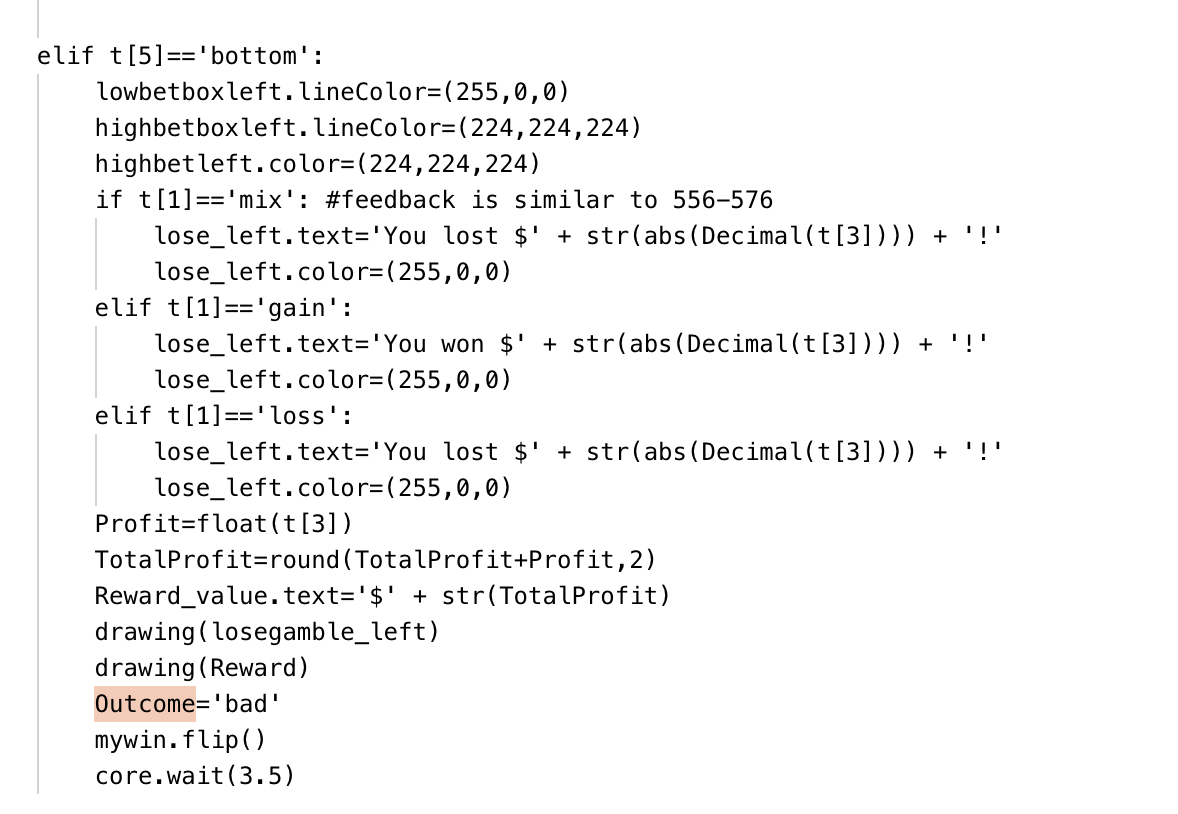 elif t[5]=='bottom':
    lowbetboxleft.lineColor=(255,0,0)
    highbetboxleft.lineColor=(224,224,224)
    highbetleft.color=(224,224,224)
    if t[1]=='mix': #feedback is similar to 556-576
        lose_left.text='You lost $' + str(abs(Decimal(t[3]))) + '!'
        lose_left.color=(255,0,0)
    elif t[1]=='gain':
        lose_left.text='You won $' + str(abs(Decimal(t[3]))) + '!'
        lose_left.color=(255,0,0)
    elif t[1]=='loss':
        lose_left.text='You lost $' + str(abs(Decimal(t[3]))) + '!'
        lose_left.color=(255,0,0)
    Profit=float(t[3])
    TotalProfit=round(TotalProfit+Profit,2)
    Reward_value.text='$' + str(TotalProfit)
    drawing(losegamble_left)
    drawing(Reward)
    Outcome='bad'
    mywin.flip()
    core.wait(3.5)